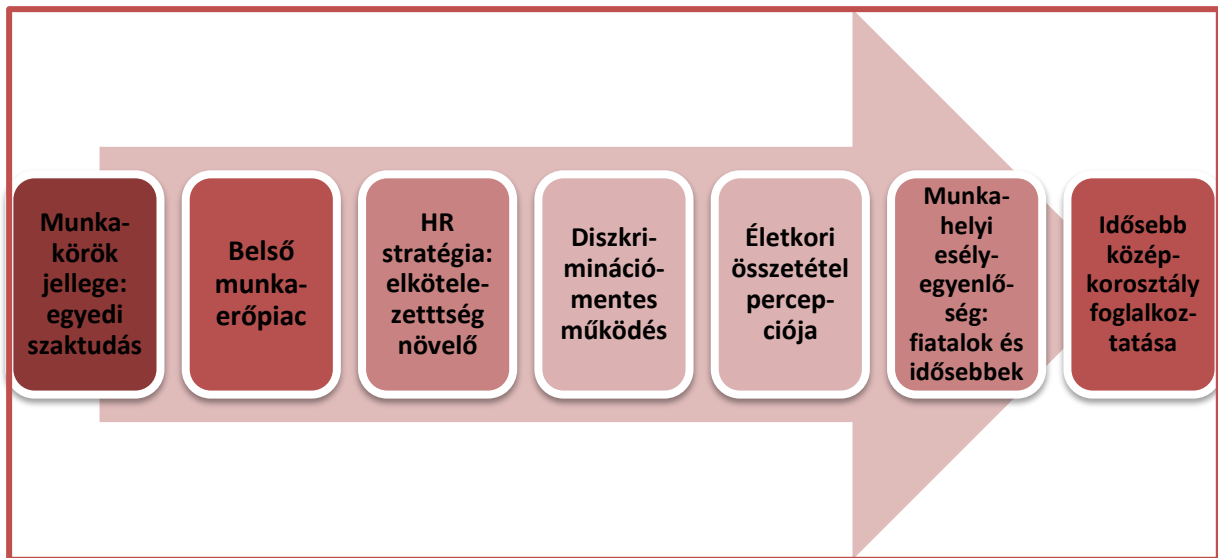 Munka-
körök
jellege:
egyedi
szaktudás
Belső
munka-
erőpiac
HR
stratégia:
elkötele-
zetttség
növelő
Diszkri-
mináció-
mentes
működés
Életkori
összetétel
percep-
ciója
Munka-
helyi
esély-
egyenlő-
ség:
fiatalok és
idősebbek
Idősebb
közép-
korosztály
foglalkoz-
tatása